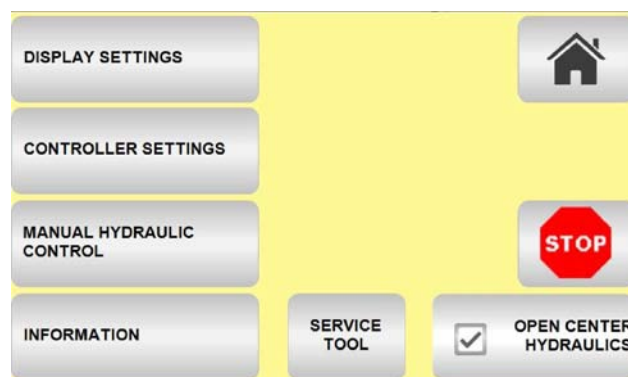 DISPLAY SETTINGS
CONTROLLER SETTINGS
MANUAL HYDRAULIC
CONTROL
STOP
INFORMATION
SERVICE
TOOL
OPEN CENTER
HYDRAULICS